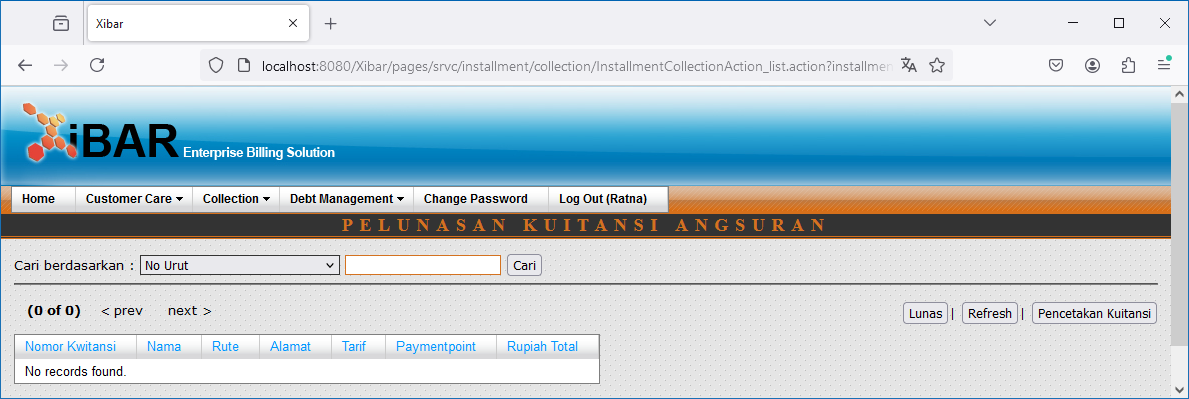 Xibar
localhost:8080/Xibar/pages/srvc/installment/collection/InstallmentCollectionAction_list.action?installmen
iBAR Enterprise Billing Solution
Home Customer Care Collection Debt Management Change Password Log Out (Ratna)
PELUNASAN KUITANSI ANGSURAN
Cari berdasarkan : No Urut Cari
(0 of 0) < prev next > Lunas | Refresh | Pencetakan Kuitansi
Nomor Kwitansi Nama Rute Alamat Tarif Paymentpoint Rupiah Total
No records found.